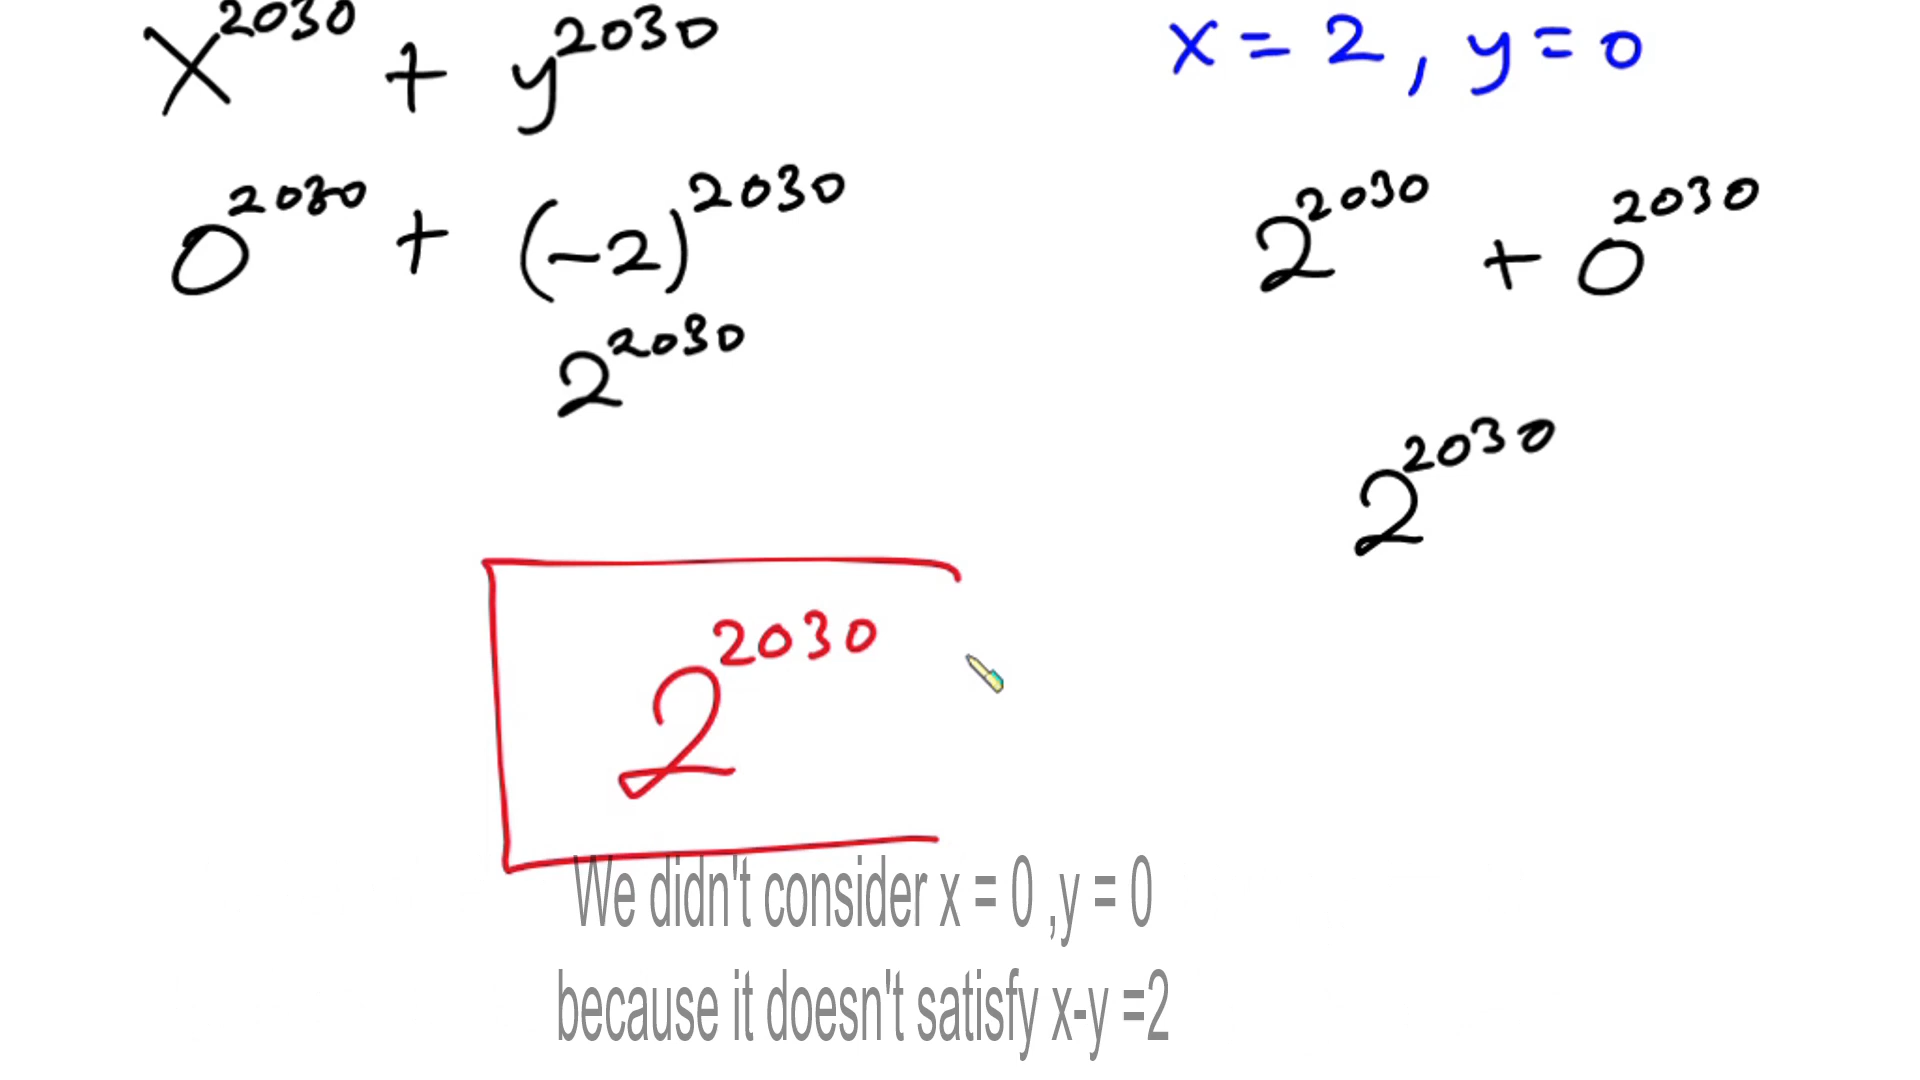 x^2030 + y^2030
x = 2 , y = 0
0^2030 + (-2)^2030
2^2030 + 0^2030
2^2030
2^2030
2^2030
We didn't consider x = 0 ,y = 0
because it doesn't satisfy x-y =2